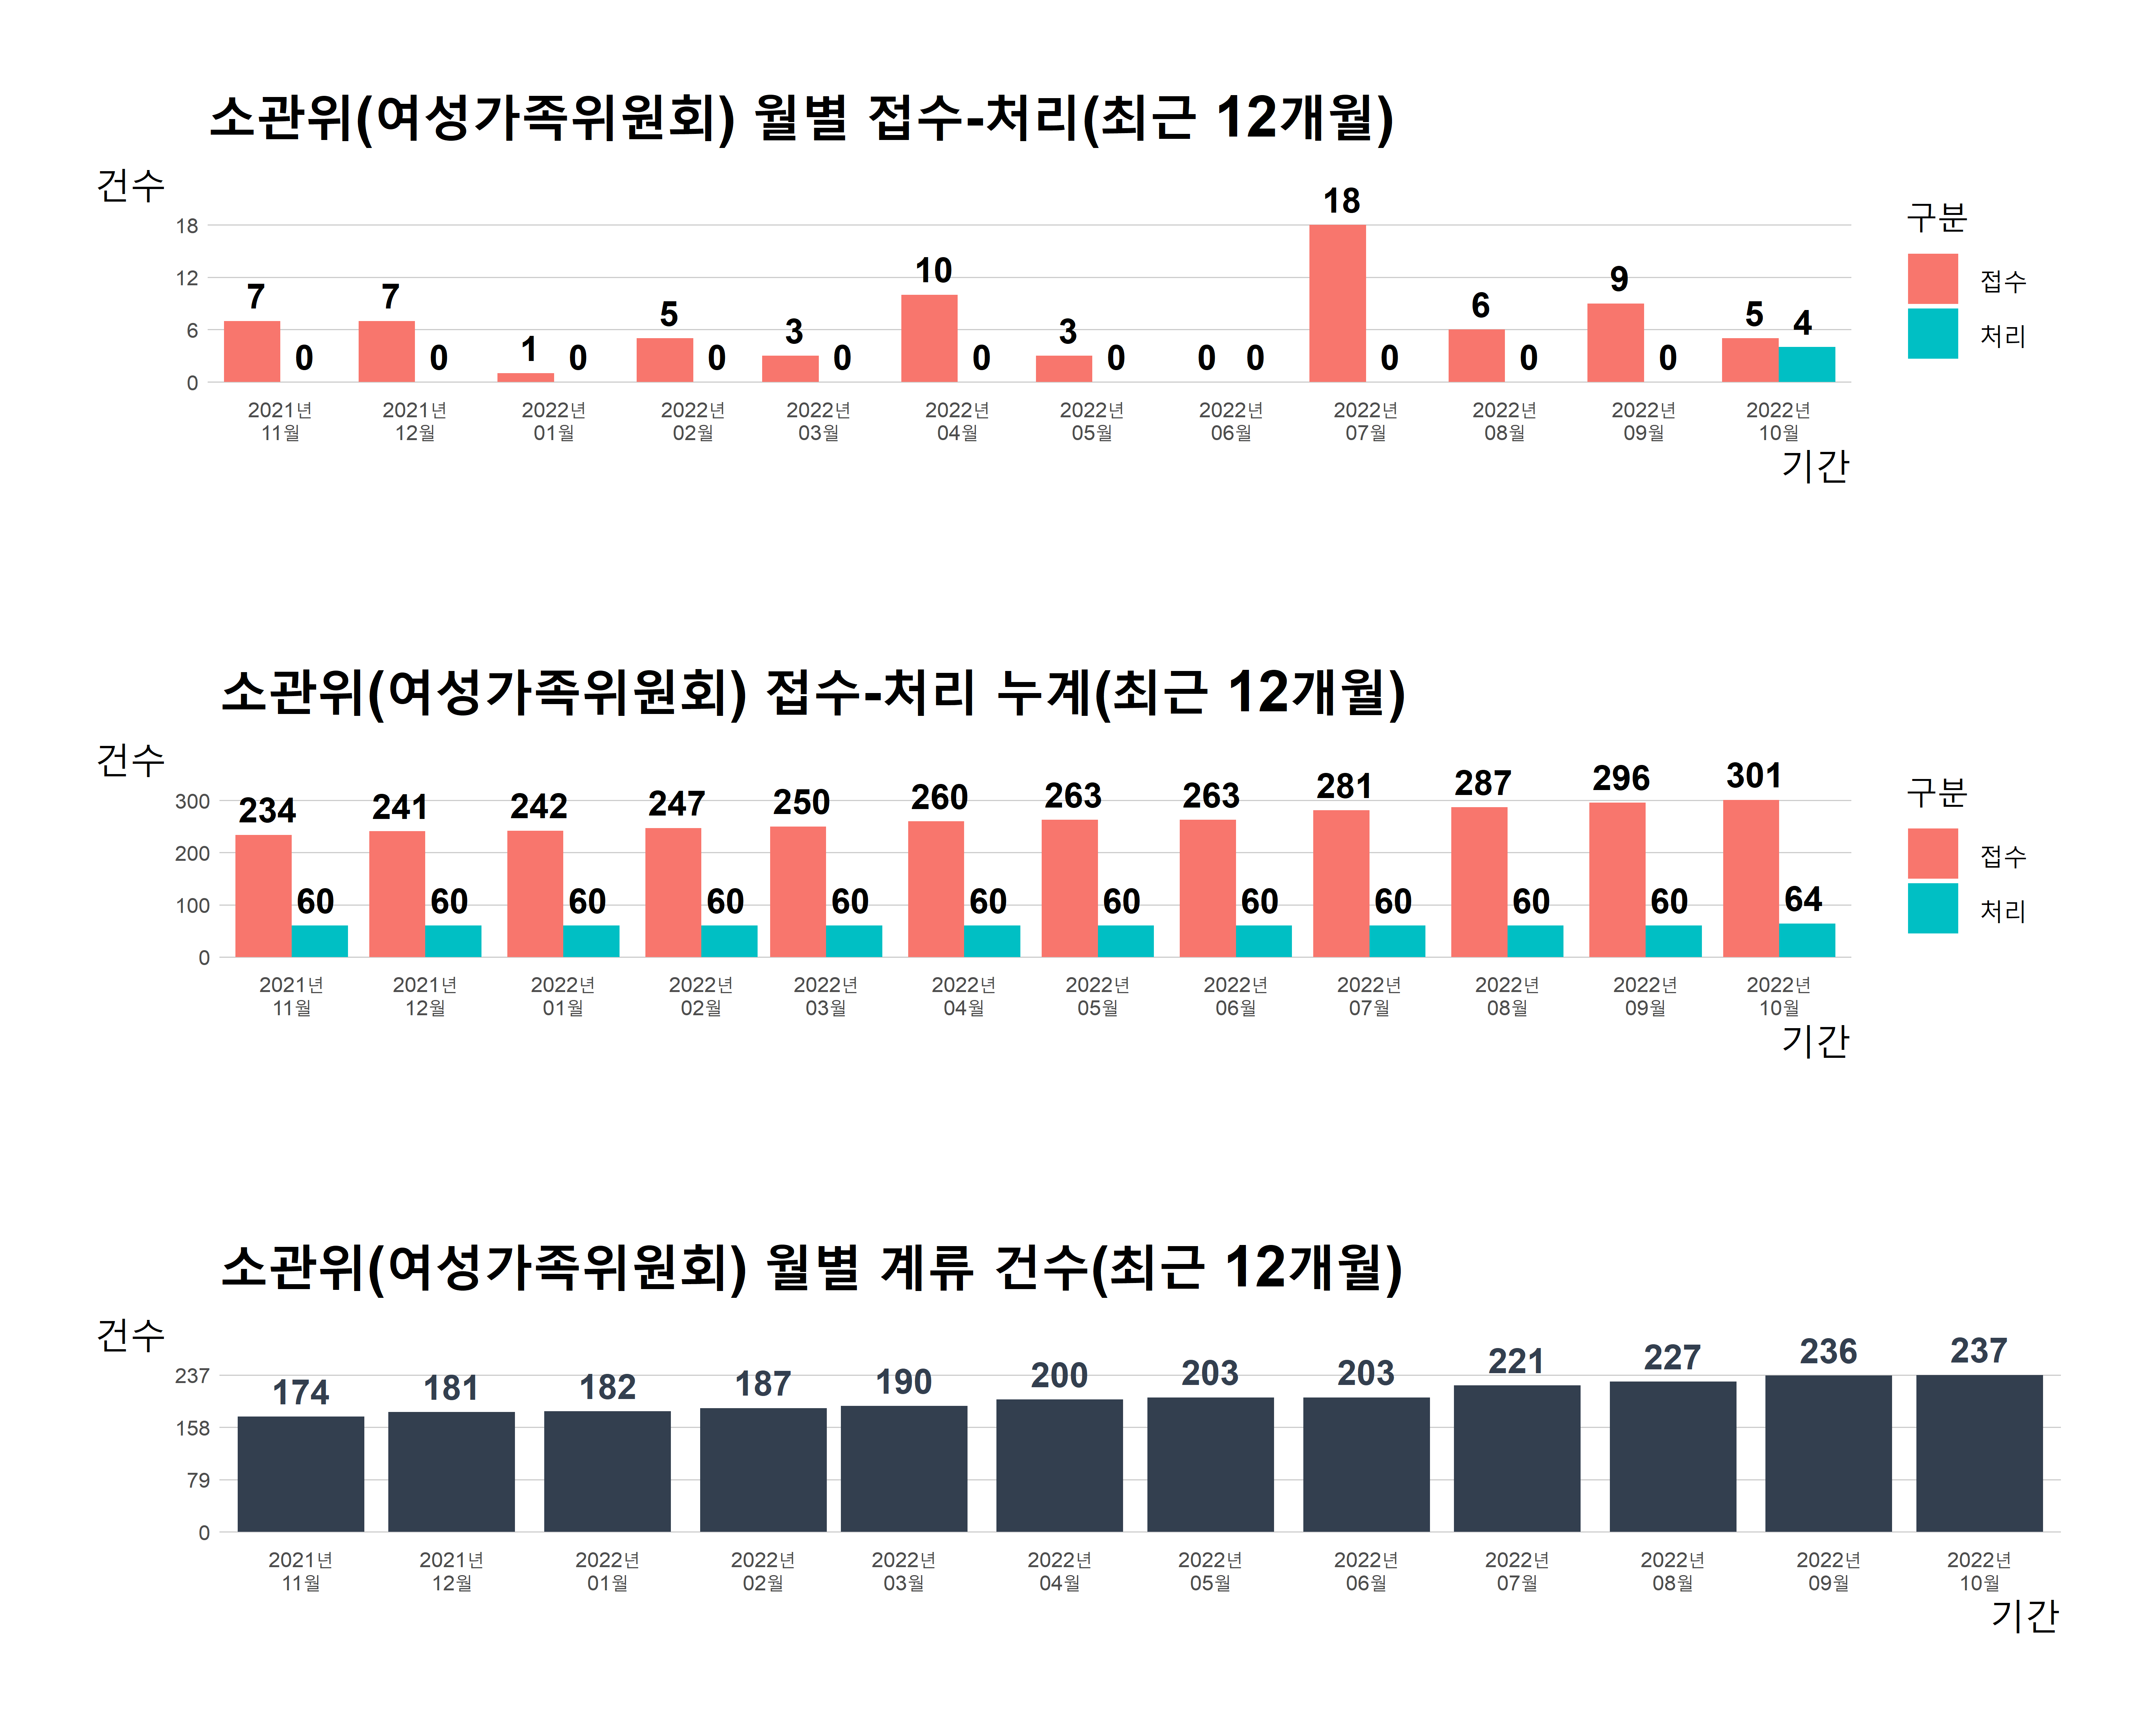 소관위(여성가족위원회) 월별 접수-처리(최근 12개월)
건수
18
12
6
0
7 0 7 0 1 0 5 0 3 0 10 0 3 0 0 0 18 0 6 0 9 0 5 4
2021년 2021년 2022년 2022년 2022년 2022년 2022년 2022년 2022년 2022년 2022년 2022년
11월 12월 01월 02월 03월 04월 05월 06월 07월 08월 09월 10월
기간
구분
접수
처리
소관위(여성가족위원회) 접수-처리 누계(최근 12개월)
건수
300
200
100
0
234 241 242 247 250 260 263 263 281 287 296 301
60 60 60 60 60 60 60 60 60 60 60 64
2021년 2021년 2022년 2022년 2022년 2022년 2022년 2022년 2022년 2022년 2022년 2022년
11월 12월 01월 02월 03월 04월 05월 06월 07월 08월 09월 10월
기간
구분
접수
처리
소관위(여성가족위원회) 월별 계류 건수(최근 12개월)
건수
237
158
79
0
174 181 182 187 190 200 203 203 221 227 236 237
2021년 2021년 2022년 2022년 2022년 2022년 2022년 2022년 2022년 2022년 2022년 2022년
11월 12월 01월 02월 03월 04월 05월 06월 07월 08월 09월 10월
기간